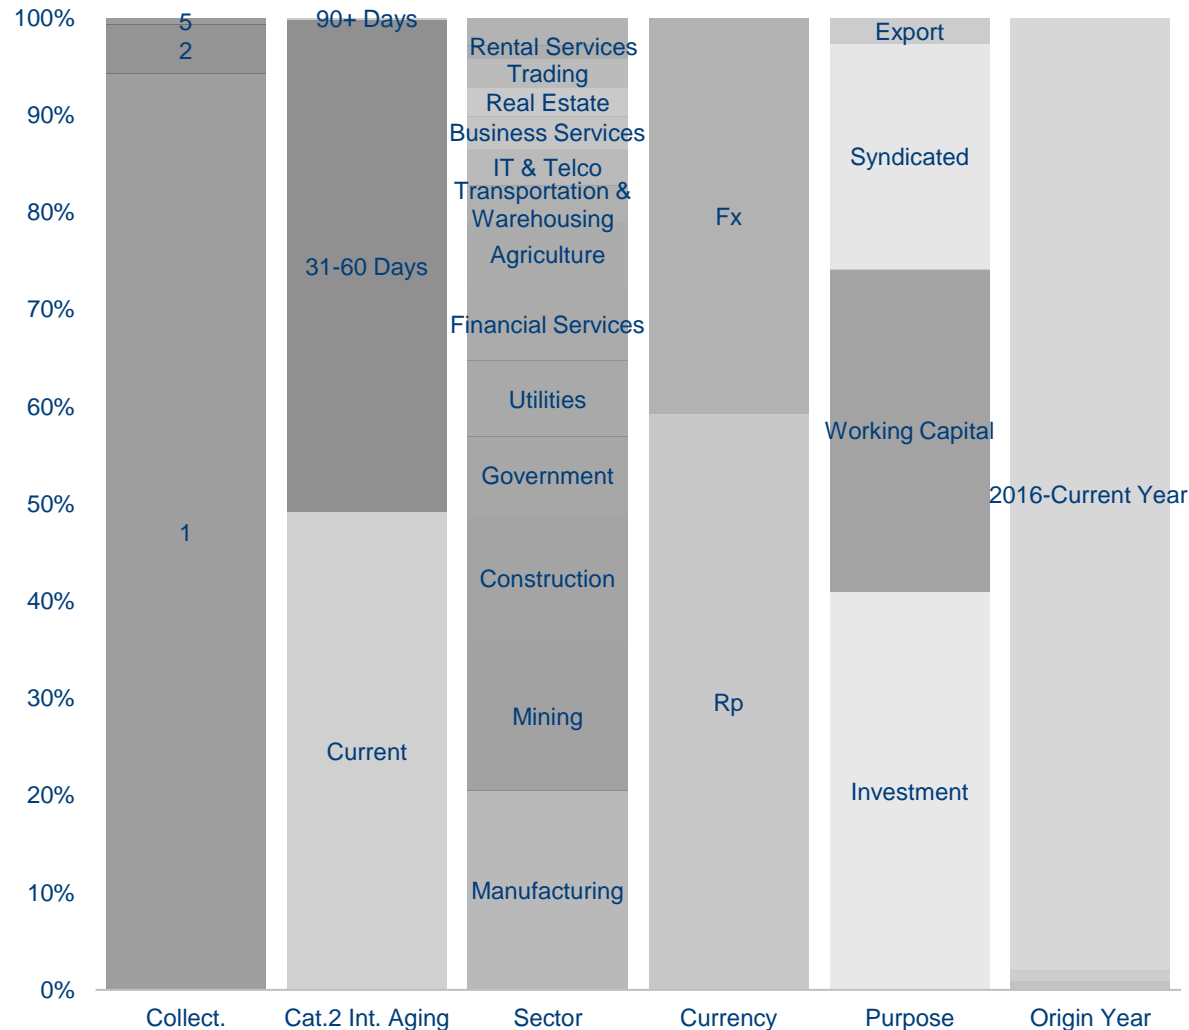 100%
90%
80%
70%
60%
50%
40%
30%
20%
10%
0%
5
2
1
90+ Days
31-60 Days
Current
Rental Services
Trading
Real Estate
Business Services
IT & Telco
Transportation &
Warehousing
Agriculture
Financial Services
Utilities
Government
Construction
Mining
Manufacturing
Fx
Rp
Export
Syndicated
Working Capital
Investment
2016-Current Year
Collect.
Cat.2 Int. Aging
Sector
Currency
Purpose
Origin Year